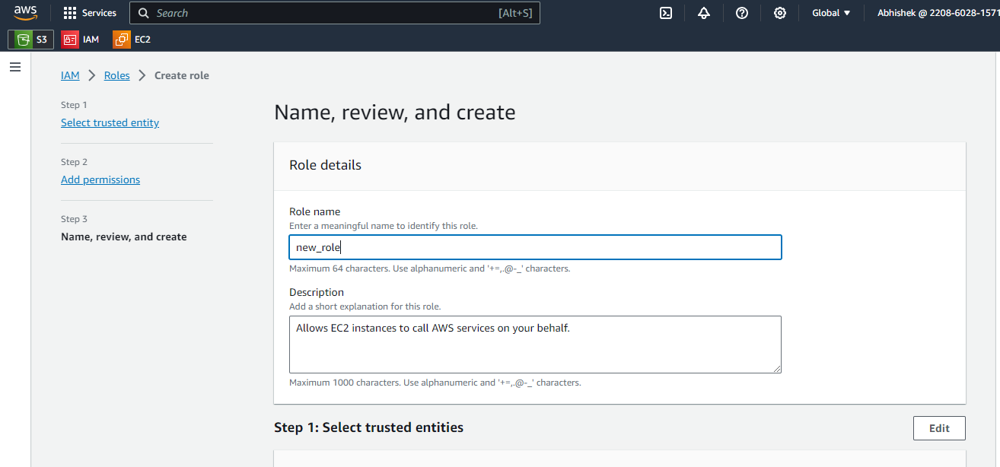 aws
Services
Search
[Alt+S]
Global
Abhishek @ 2208-6028-1571
S3
IAM
EC2
IAM > Roles > Create role
Step 1
Select trusted entity
Step 2
Add permissions
Step 3
Name, review, and create
Name, review, and create
Role details
Role name
Enter a meaningful name to identify this role.
new_role
Maximum 64 characters. Use alphanumeric and '+=,.@-_' characters.
Description
Add a short explanation for this role.
Allows EC2 instances to call AWS services on your behalf.
Maximum 1000 characters. Use alphanumeric and '+=,.@-_' characters.
Step 1: Select trusted entities
Edit